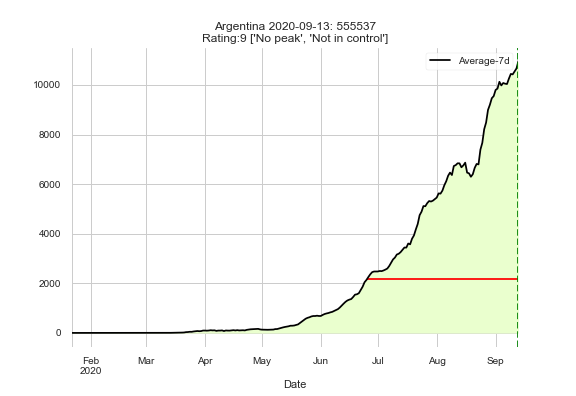 Argentina 2020-09-13: 555537
Rating:9 ['No peak', 'Not in control']
Average-7d
10000
8000
6000
4000
2000
0
Feb Mar Apr May Jun Jul Aug Sep
2020
Date